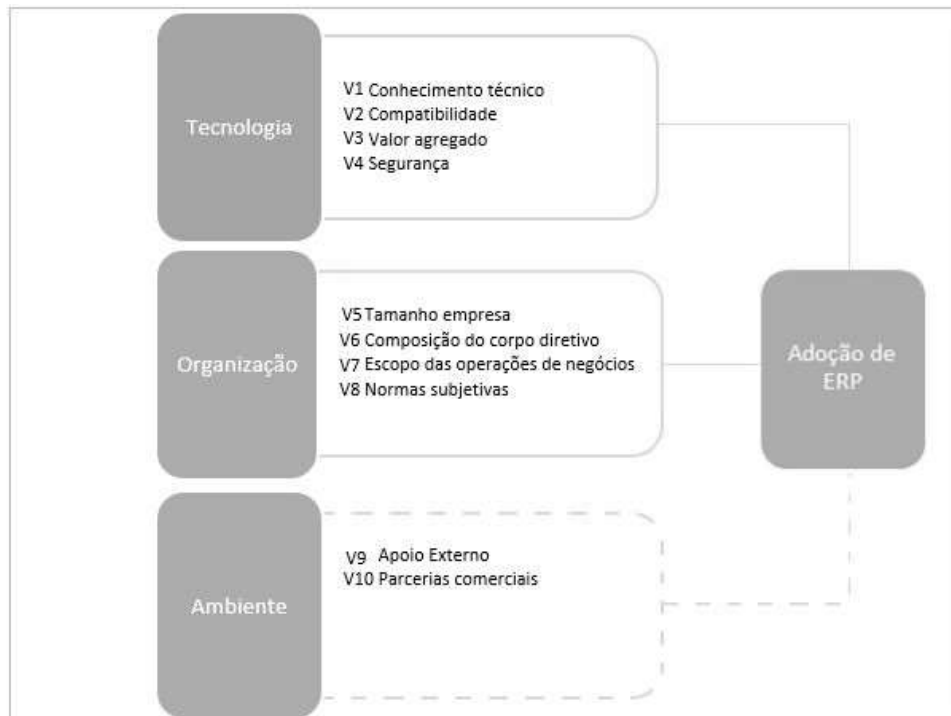 Tecnologia
V1 Conhecimento técnico
V2 Compatibilidade
V3 Valor agregado
V4 Segurança
Organização
V5 Tamanho empresa
V6 Composição do corpo diretivo
V7 Escopo das operações de negócios
V8 Normas subjetivas
Adoção de
ERP
Ambiente
V9 Apoio Externo
V10 Parcerias comerciais